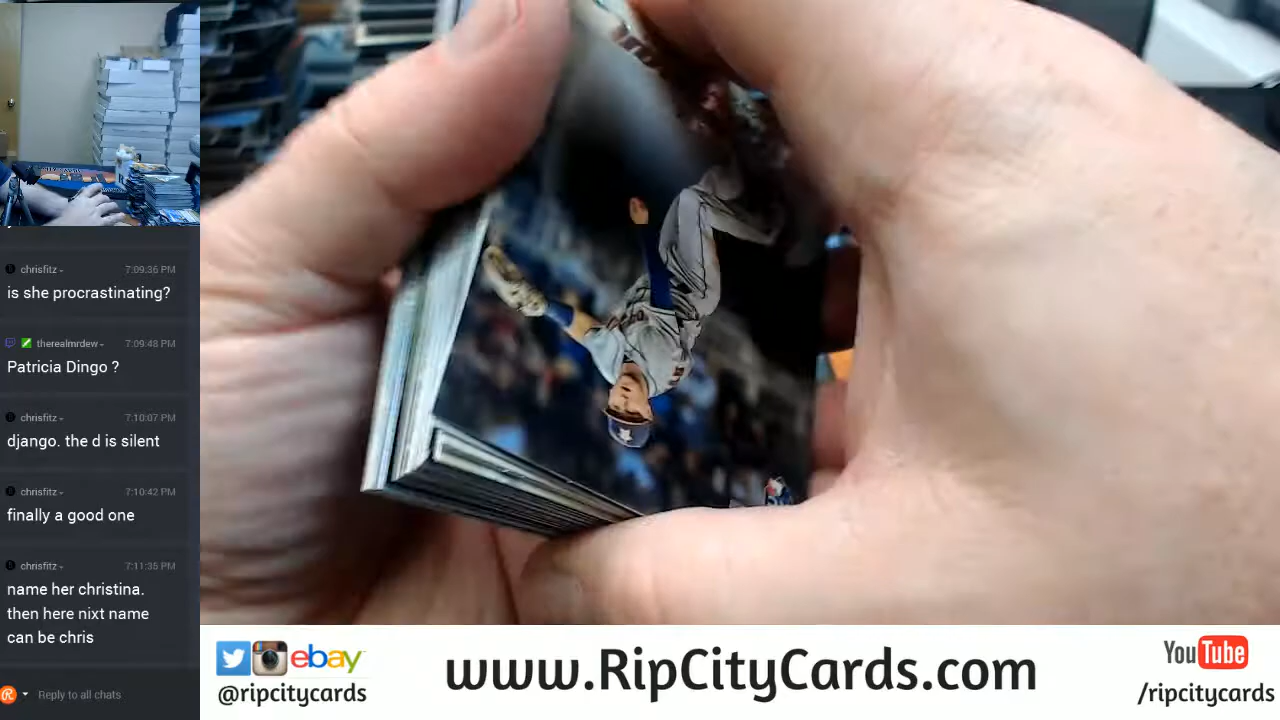 chrisfitz
7:09:36 PM
is she procrastinating?
therealmrdew
7:09:48 PM
Patricia Dingo ?
chrisfitz
7:10:07 PM
django. the d is silent
chrisfitz
7:10:42 PM
finally a good one
chrisfitz
7:11:35 PM
name her christina.
then here nixt name
can be chris
Reply to all chats
ebay
@ripcitycards
www.RipCityCards.com
YouTube
/ripcitycards